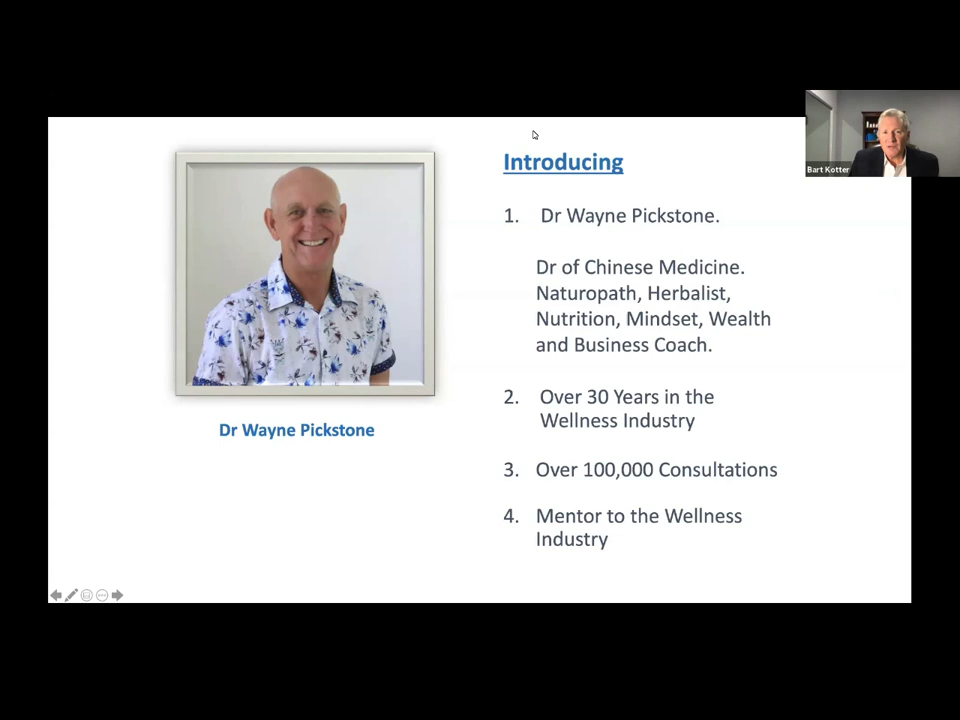 Introducing
1. Dr Wayne Pickstone.
Dr of Chinese Medicine.
Naturopath, Herbalist,
Nutrition, Mindset, Wealth
and Business Coach.
2. Over 30 Years in the
Wellness Industry
3. Over 100,000 Consultations
4. Mentor to the Wellness
Industry
Dr Wayne Pickstone
Bart Kotter